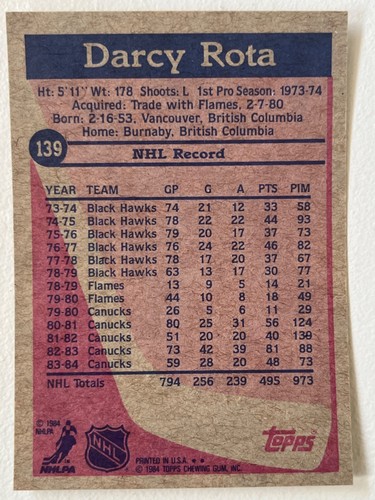 Darcy Rota
Ht: 5'11" Wt: 178 Shoots: L 1st Pro Season: 1973-74
Acquired: Trade with Flames, 2-7-80
Born: 2-16-53, Vancouver, British Columbia
Home: Burnaby, British Columbia
139
NHL Record
YEAR TEAM GP G A PTS PIM
73-74 Black Hawks 74 21 12 33 58
74-75 Black Hawks 78 22 22 44 93
75-76 Black Hawks 79 20 17 37 73
76-77 Black Hawks 76 24 22 46 82
77-78 Black Hawks 78 17 20 37 67
78-79 Black Hawks 63 13 17 30 77
78-79 Flames 13 9 5 14 21
79-80 Flames 44 10 8 18 49
79-80 Canucks 26 5 6 11 29
80-81 Canucks 80 25 31 56 124
81-82 Canucks 51 20 20 40 139
82-83 Canucks 73 42 39 81 88
83-84 Canucks 59 28 20 48 73
NHL Totals 794 256 239 495 973
© 1984
NHLPA
NHLPA
NHL
PRINTED IN U.S.A. ★★
© 1984 TOPPS CHEWING GUM, INC.
Topps